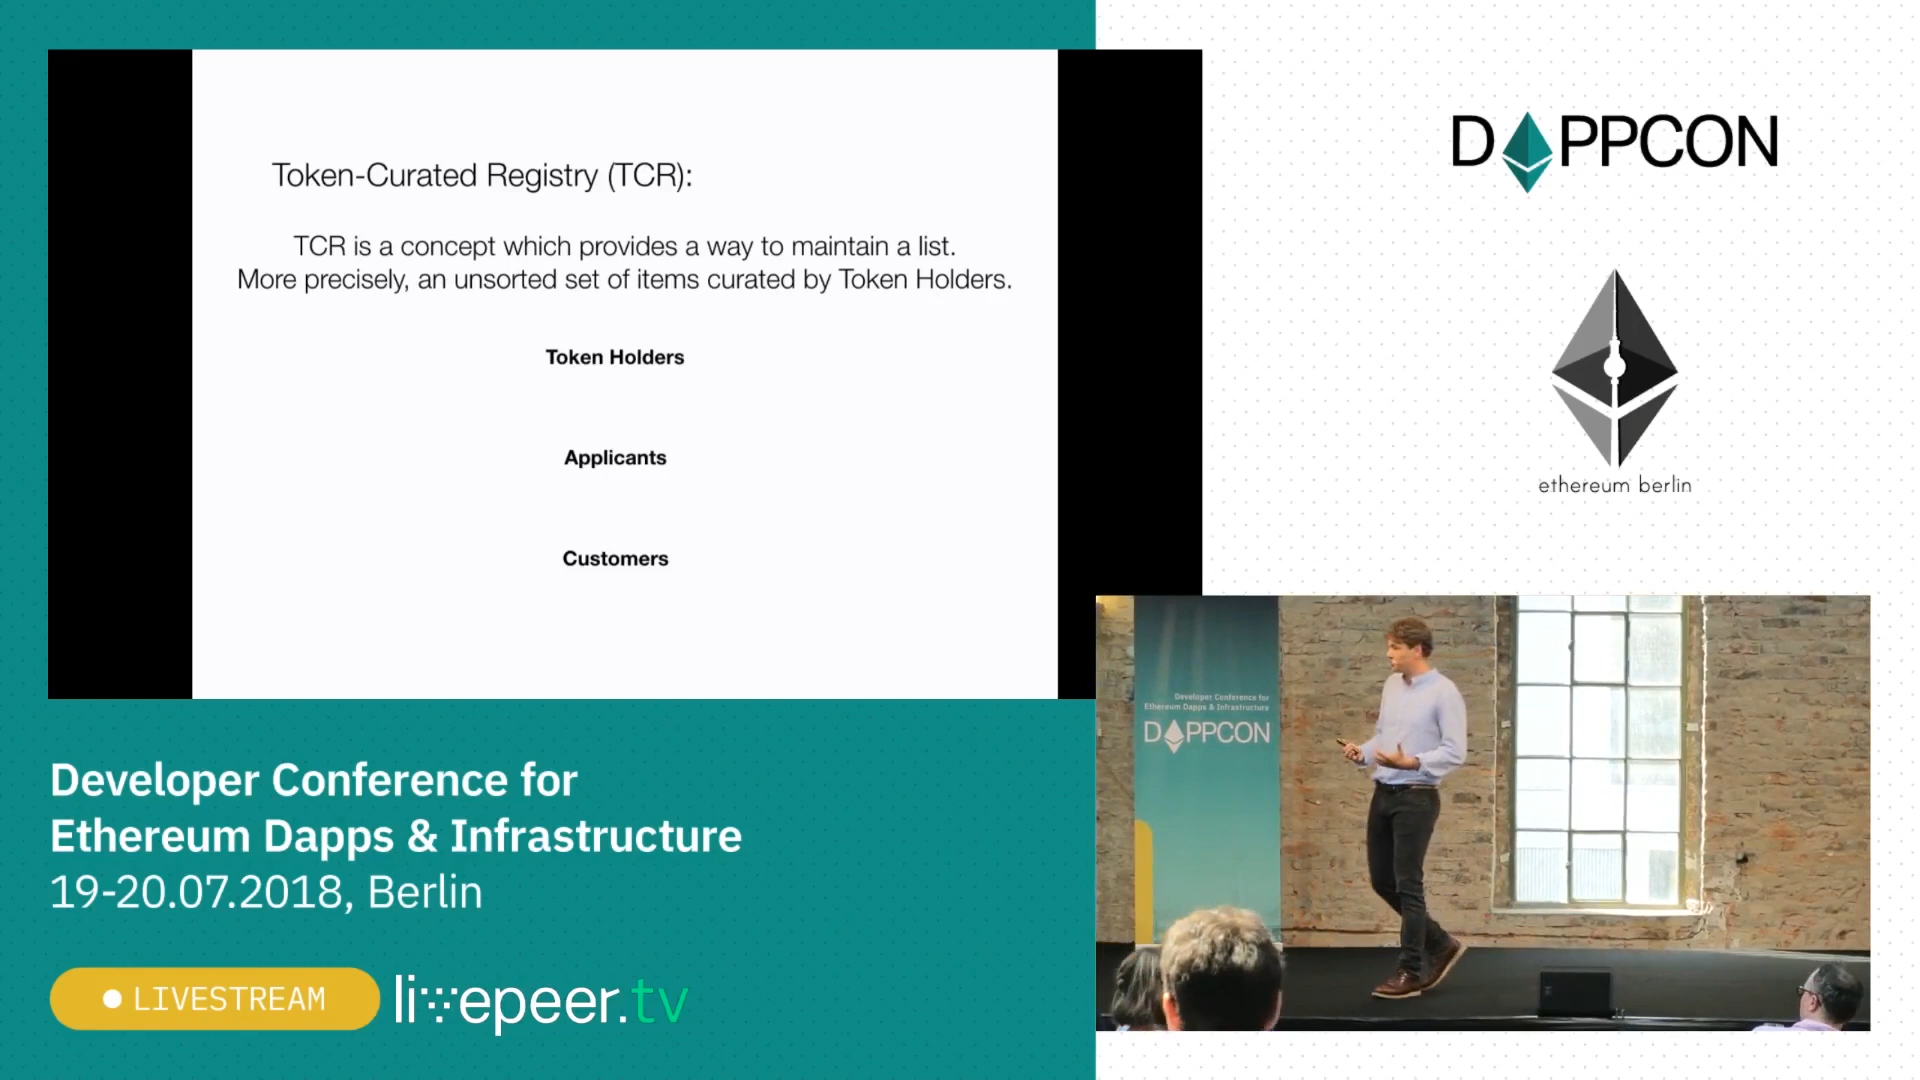 Token-Curated Registry (TCR):
TCR is a concept which provides a way to maintain a list.
More precisely, an unsorted set of items curated by Token Holders.
Token Holders
Applicants
Customers
DAPPCON
ethereum berlin
Developer Conference for
Ethereum Dapps & Infrastructure
DAPPCON
Developer Conference for
Ethereum Dapps & Infrastructure
19-20.07.2018, Berlin
LIVESTREAM
livepeer.tv